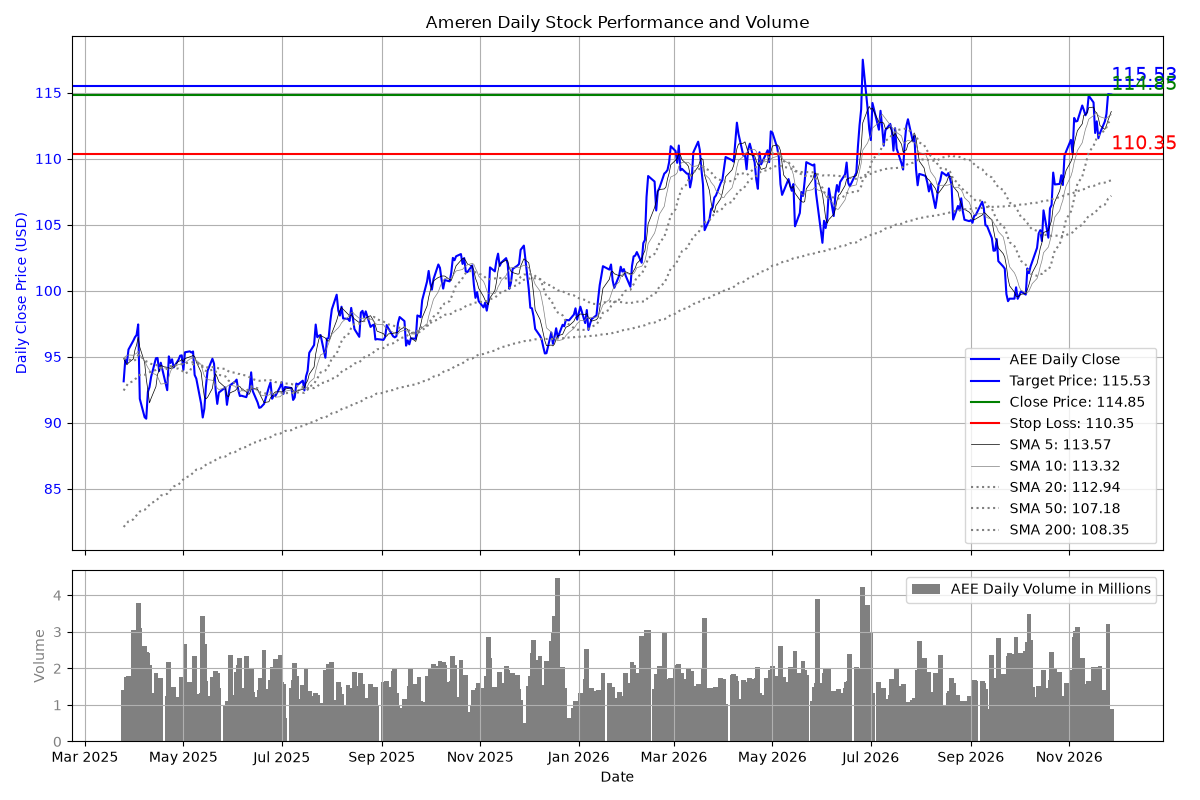 Ameren Daily Stock Performance and Volume
115.53
114.85
110.35
Daily Close Price (USD)
115
110
105
100
95
90
85
AEE Daily Close
Target Price: 115.53
Close Price: 114.85
Stop Loss: 110.35
SMA 5: 113.57
SMA 10: 113.32
SMA 20: 112.94
SMA 50: 107.18
SMA 200: 108.35
AEE Daily Volume in Millions
Volume
4
3
2
1
0
Mar 2025 May 2025 Jul 2025 Sep 2025 Nov 2025 Jan 2026 Mar 2026 May 2026 Jul 2026 Sep 2026 Nov 2026
Date